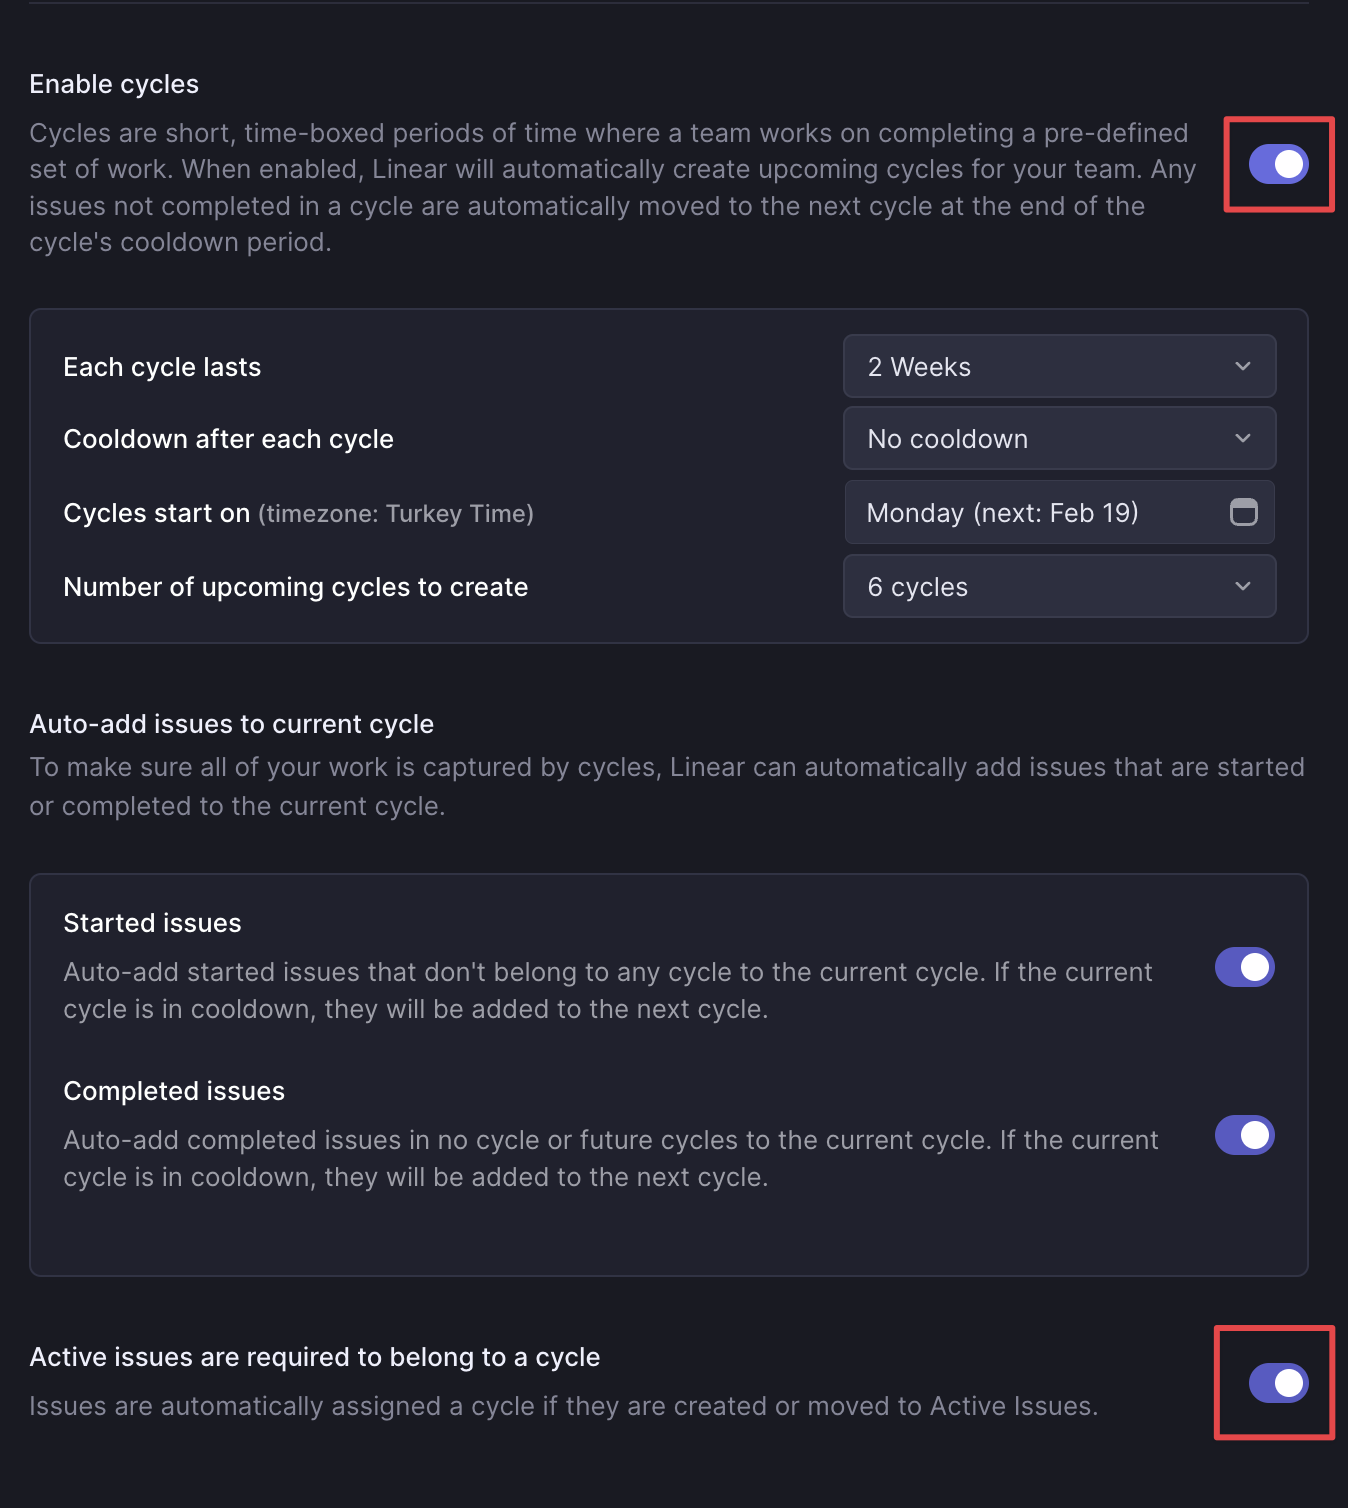 Enable cycles
Cycles are short, time-boxed periods of time where a team works on completing a pre-defined
set of work. When enabled, Linear will automatically create upcoming cycles for your team. Any
issues not completed in a cycle are automatically moved to the next cycle at the end of the
cycle's cooldown period.
Each cycle lasts 2 Weeks
Cooldown after each cycle No cooldown
Cycles start on (timezone: Turkey Time) Monday (next: Feb 19)
Number of upcoming cycles to create 6 cycles
Auto-add issues to current cycle
To make sure all of your work is captured by cycles, Linear can automatically add issues that are started
or completed to the current cycle.
Started issues
Auto-add started issues that don't belong to any cycle to the current cycle. If the current
cycle is in cooldown, they will be added to the next cycle.
Completed issues
Auto-add completed issues in no cycle or future cycles to the current cycle. If the current
cycle is in cooldown, they will be added to the next cycle.
Active issues are required to belong to a cycle
Issues are automatically assigned a cycle if they are created or moved to Active Issues.